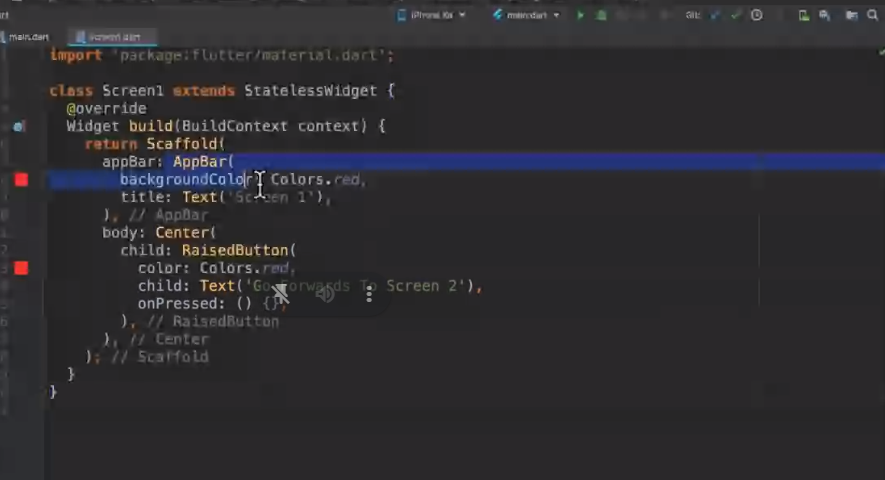 iPhone Xʀ main.dart Git:
main.dart screen1.dart
import 'package:flutter/material.dart';
class Screen1 extends StatelessWidget {
@override
Widget build(BuildContext context) {
return Scaffold(
appBar: AppBar(
backgroundColor: Colors.red,
title: Text('Screen 1'),
), // AppBar
body: Center(
child: RaisedButton(
color: Colors.red,
child: Text('Go Forwards To Screen 2'),
onPressed: () {},
), // RaisedButton
), // Center
); // Scaffold
}
}